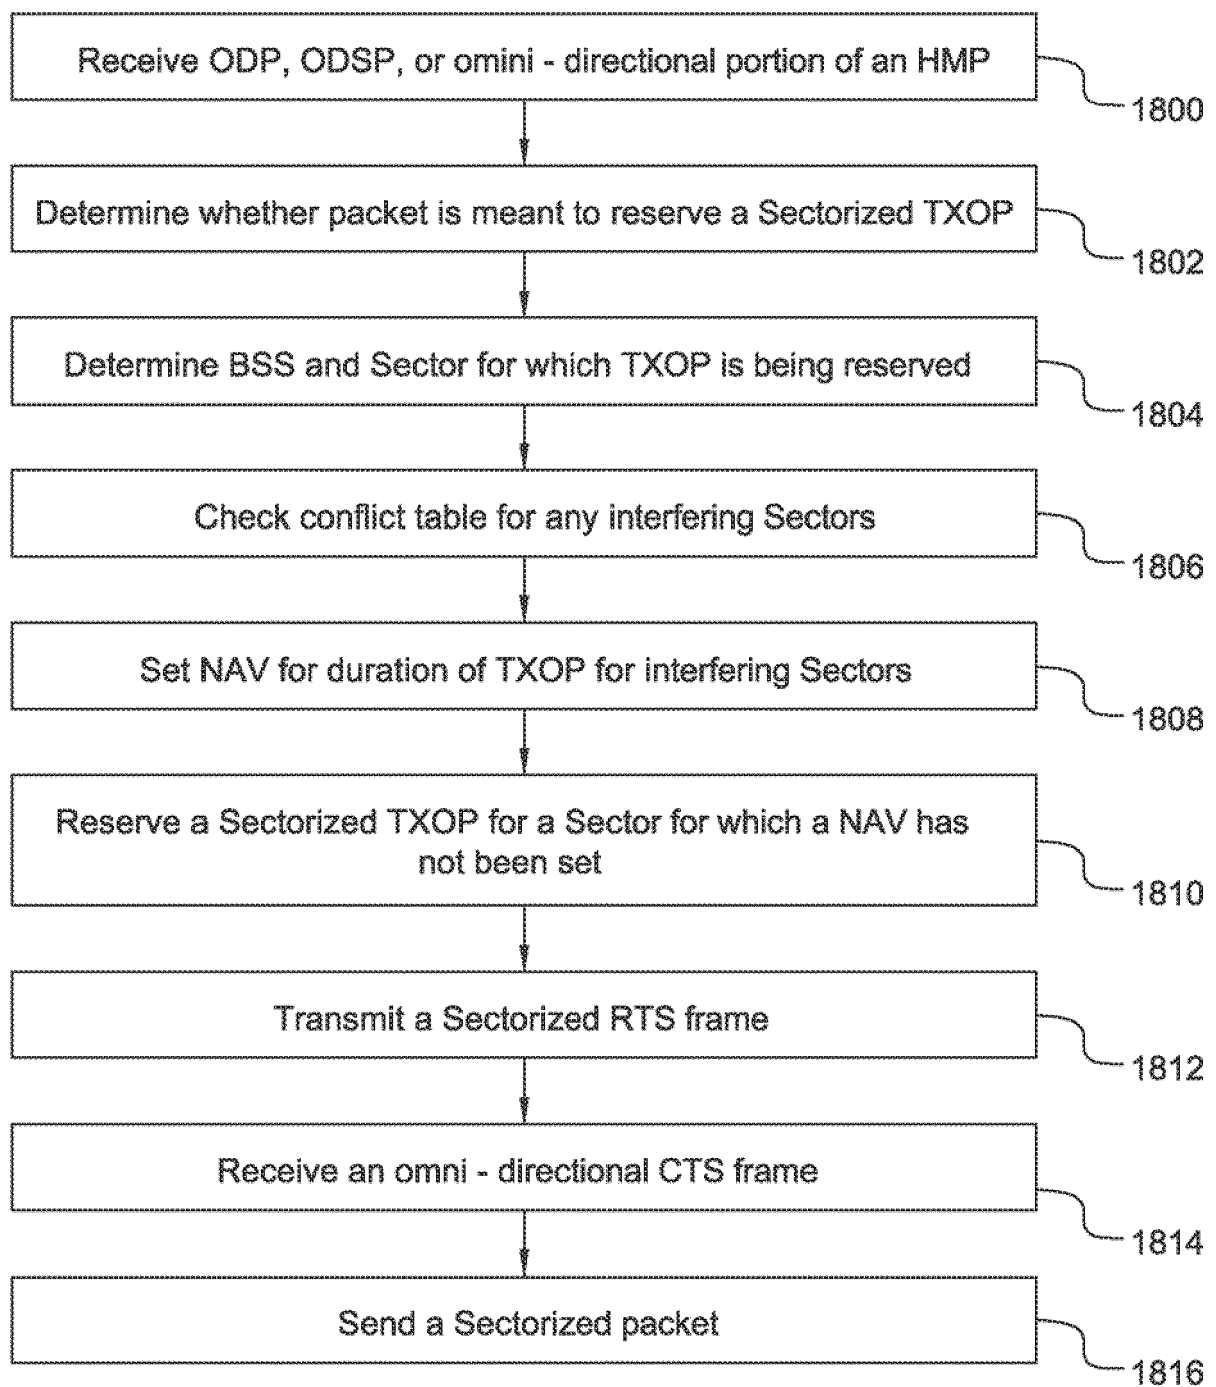 Receive ODP, ODSP, or omini - directional portion of an HMP
1800
Determine whether packet is meant to reserve a Sectorized TXOP
1802
Determine BSS and Sector for which TXOP is being reserved
1804
Check conflict table for any interfering Sectors
1806
Set NAV for duration of TXOP for interfering Sectors
1808
Reserve a Sectorized TXOP for a Sector for which a NAV has
not been set
1810
Transmit a Sectorized RTS frame
1812
Receive an omni - directional CTS frame
1814
Send a Sectorized packet
1816